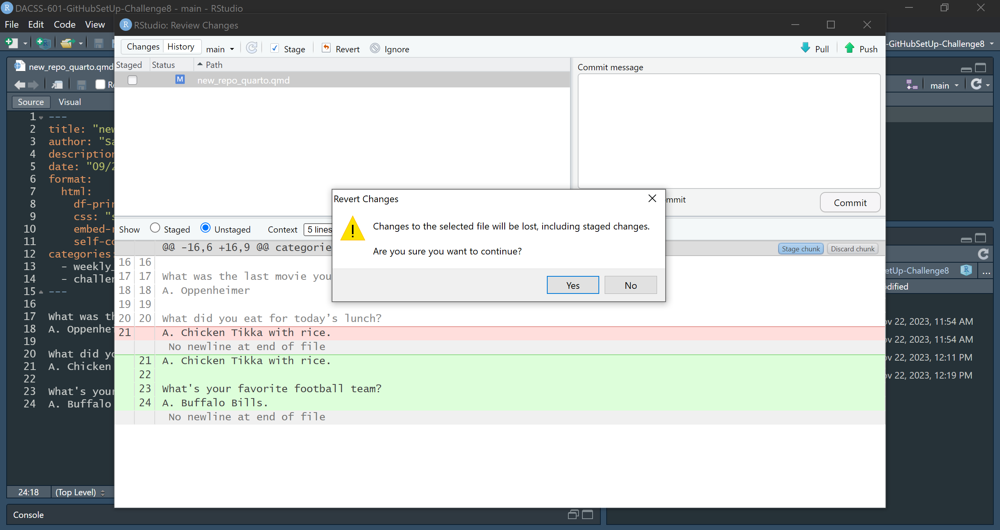 DACSS-601-GitHubSetUp-Challenge8 - main - RStudio
File Edit Code View
RStudio: Review Changes
Changes History main Stage Revert Ignore Pull Push
-GitHubSetUp-Challenge8
Staged Status Path
M new_repo_quarto.qmd
Commit message
Commit
new_repo_quarto.qmd
main
Source Visual
1 ---
2 title: "new
3 author: "Sa
4 description
5 date: "09/2
6 format:
7 html:
8 df-prin
9 css: "s
10 embed-r
11 self-co
12 categories:
13 - weekly_
14 - challen
15 ---
16
17 What was th
18 A. Oppenhei
19
20 What did yo
21 A. Chicken
22
23 What's your
24 A. Buffalo
24:18 (Top Level)
Console
Revert Changes
Changes to the selected file will be lost, including staged changes.
Are you sure you want to continue?
Yes No
Show Staged Unstaged Context 5 lines
@@ -16,6 +16,9 @@ categorie
Stage chunk Discard chunk
16 16
17 17 What was the last movie you
18 18 A. Oppenheimer
19 19
20 20 What did you eat for today’s lunch?
21 A. Chicken Tikka with rice.
No newline at end of file
21 A. Chicken Tikka with rice.
22
23 What's your favorite football team?
24 A. Buffalo Bills.
No newline at end of file
etUp-Challenge8 ...
dified
ov 22, 2023, 11:54 AM
ov 22, 2023, 11:54 AM
ov 22, 2023, 12:11 PM
ov 22, 2023, 12:19 PM